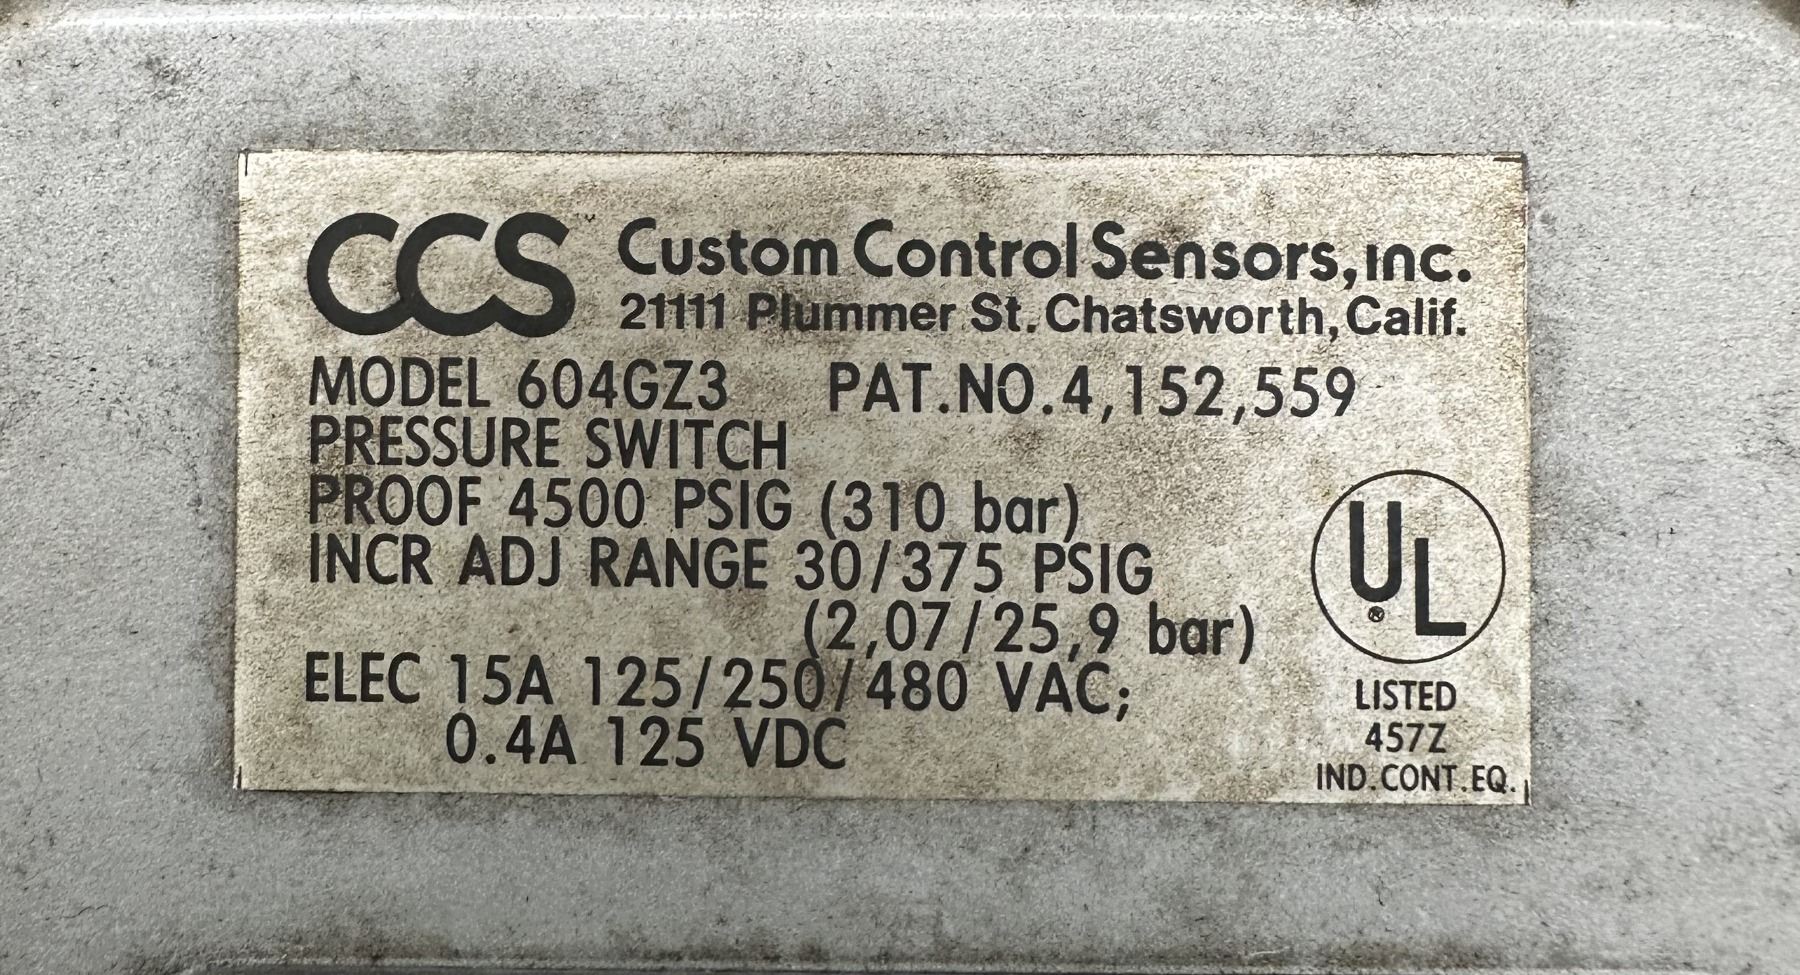 CCS™ Custom Control Sensors, inc.
21111 Plummer St. Chatsworth, Calif.
MODEL 604GZ3 PAT.NO.4,152,559
PRESSURE SWITCH
PROOF 4500 PSIG (310 bar)
INCR ADJ RANGE 30/375 PSIG
(2,07/25,9 bar)
ELEC 15A 125/250/480 VAC;
0.4A 125 VDC
UL®
LISTED
457Z
IND.CONT.EQ.